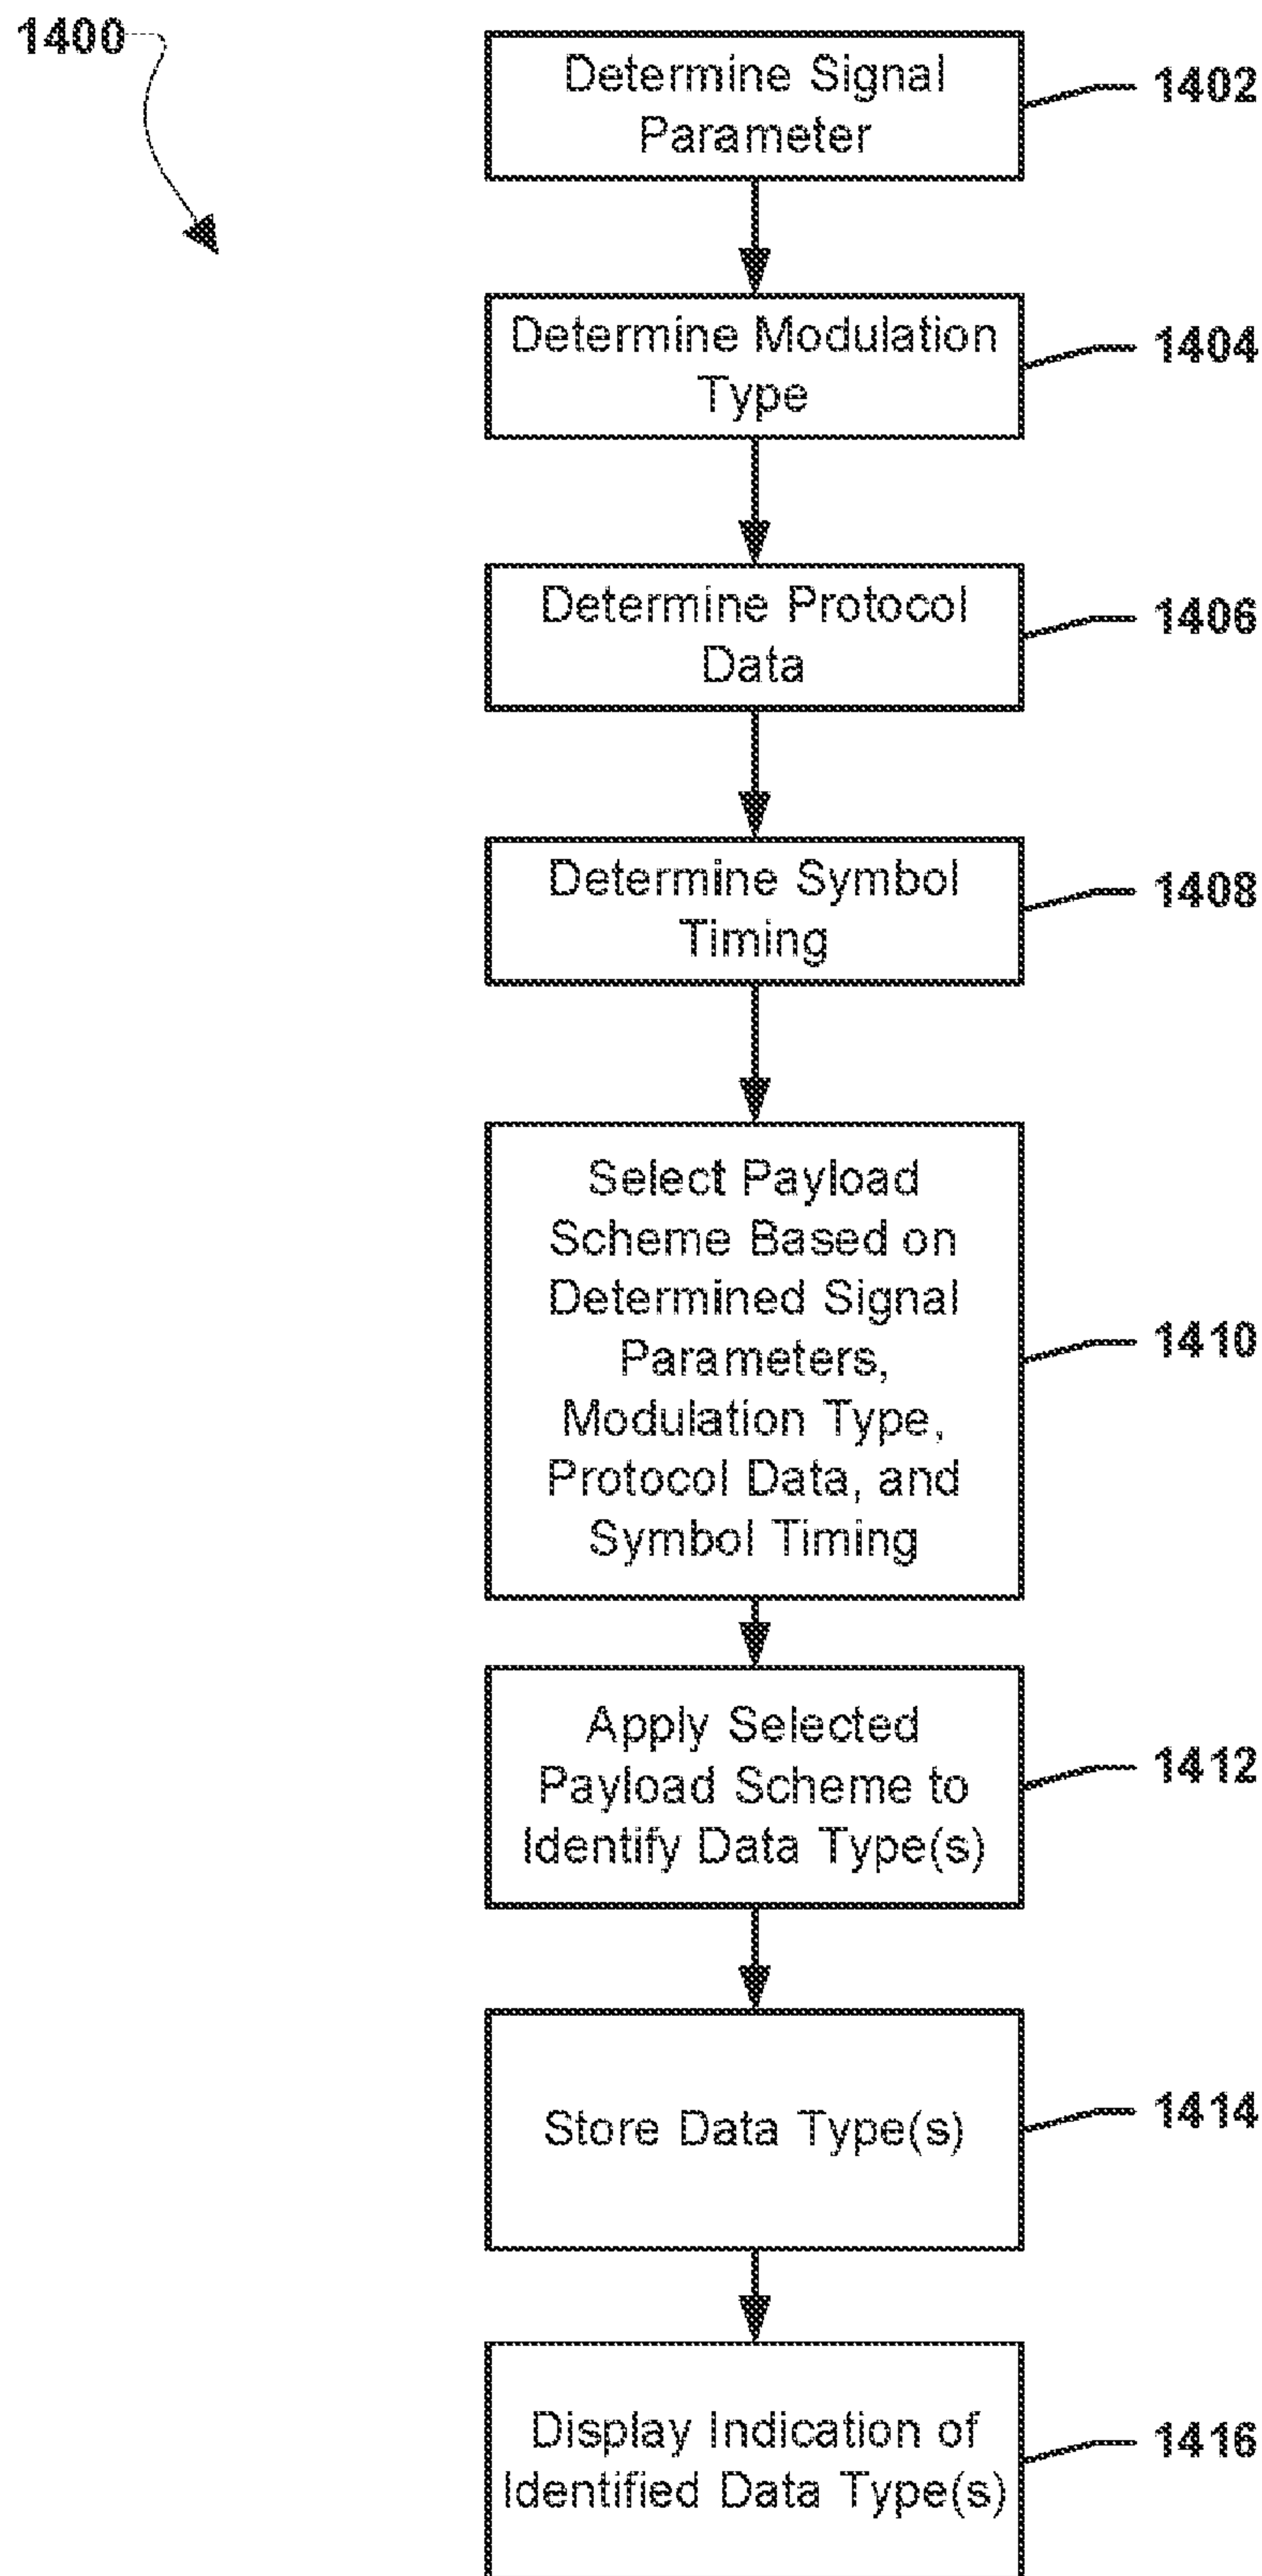 1400
Determine Signal
Parameter
1402
Determine Modulation
Type
1404
Determine Protocol
Data
1406
Determine Symbol
Timing
1408
Select Payload
Scheme Based on
Determined Signal
Parameters,
Modulation Type,
Protocol Data, and
Symbol Timing
1410
Apply Selected
Payload Scheme to
Identify Data Type(s)
1412
Store Data Type(s)
1414
Display Indication of
Identified Data Type(s)
1416